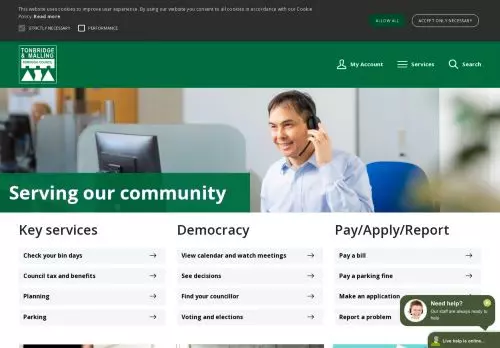 This website uses cookies to improve user experience. By using our website you consent to all cookies in accordance with our Cookie
Policy. Read more
STRICTLY NECESSARY
PERFORMANCE
ALLOW ALL
ACCEPT ONLY NECESSARY
TONBRIDGE
& MALLING
BOROUGH COUNCIL
My Account
Services
Search
Serving our community
Key services
Check your bin days
Council tax and benefits
Planning
Parking
Democracy
View calendar and watch meetings
See decisions
Find your councillor
Voting and elections
Pay/Apply/Report
Pay a bill
Pay a parking fine
Make an application
Report a problem
Need help?
Our staff are always ready to
help
Live help is online...